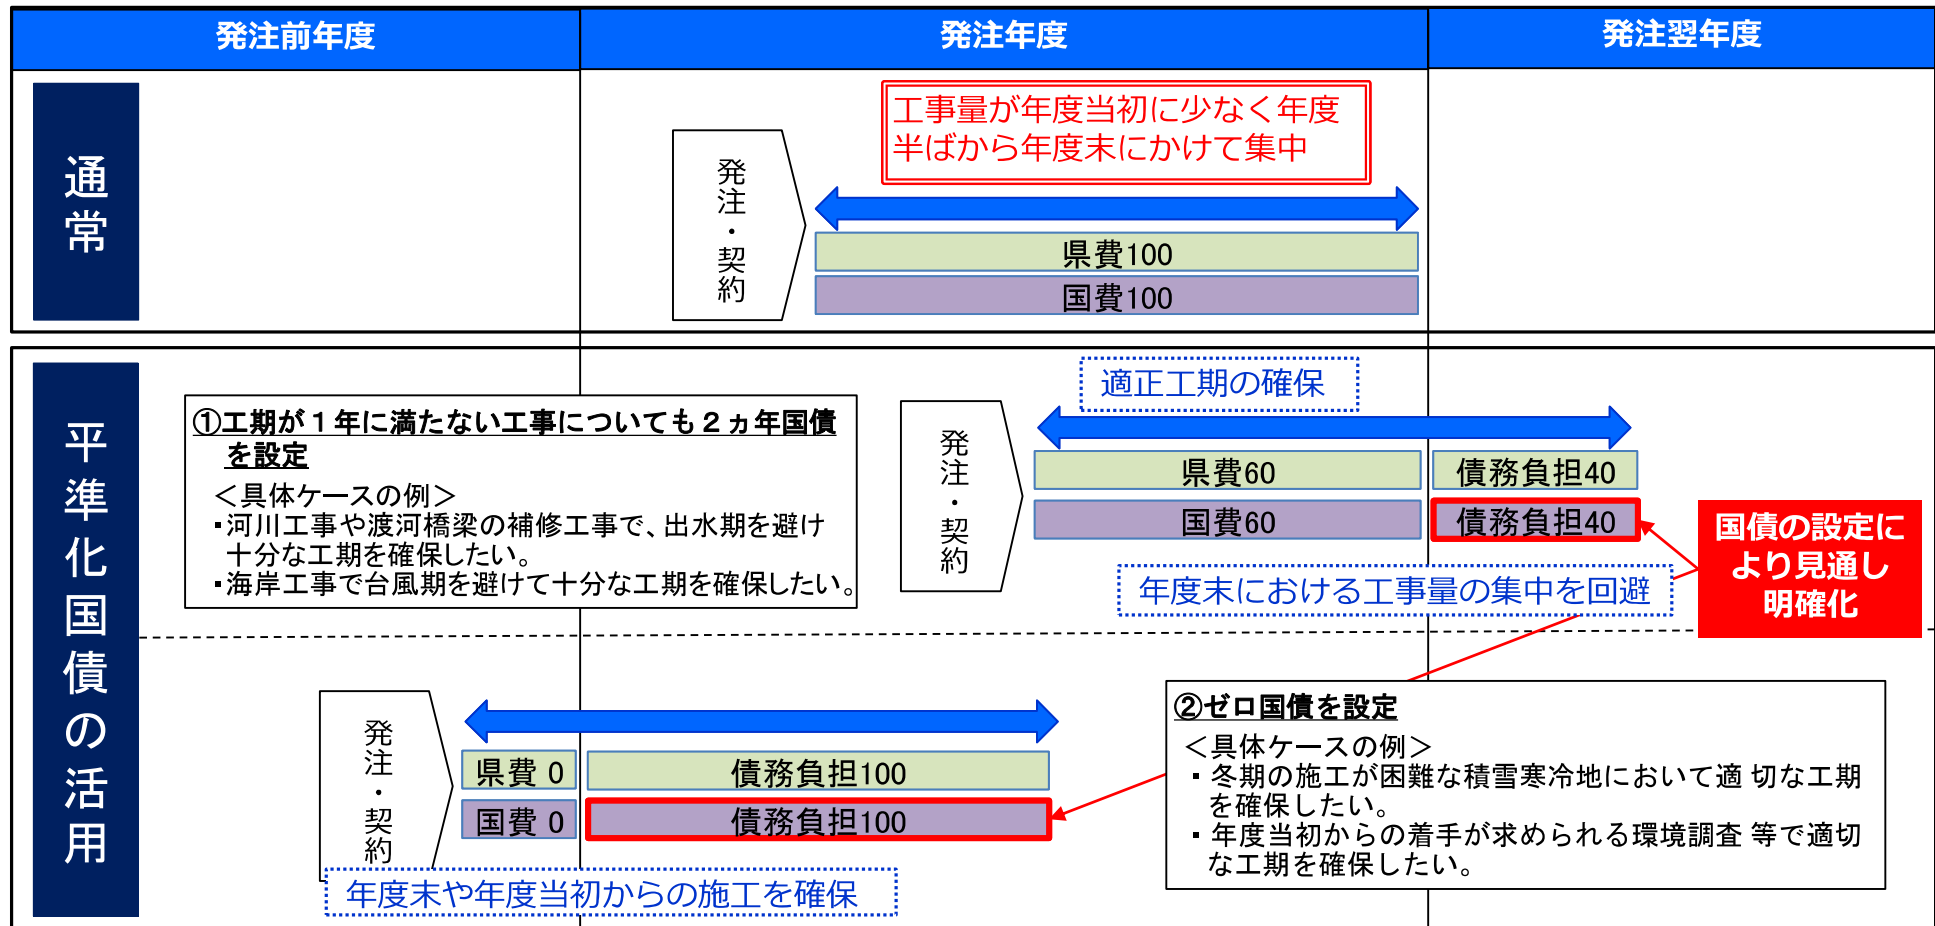 発注前年度
発注年度
発注翌年度
通常
発注・契約
工事量が年度当初に少なく年度
半ばから年度末にかけて集中
県費100
国費100
平準化国債の活用
①工期が１年に満たない工事についても２ヵ年国債
を設定
＜具体ケースの例＞
・河川工事や渡河橋梁の補修工事で、出水期を避け
十分な工期を確保したい。
・海岸工事で台風期を避けて十分な工期を確保したい。
発注・契約
適正工期の確保
県費60
債務負担40
国費60
債務負担40
年度末における工事量の集中を回避
国債の設定に
より見通し
明確化
発注・契約
県費 0
債務負担100
国費 0
債務負担100
年度末や年度当初からの施工を確保
②ゼロ国債を設定
＜具体ケースの例＞
・冬期の施工が困難な積雪寒冷地において適 切な工期
を確保したい。
・年度当初からの着手が求められる環境調査 等で適切
な工期を確保したい。